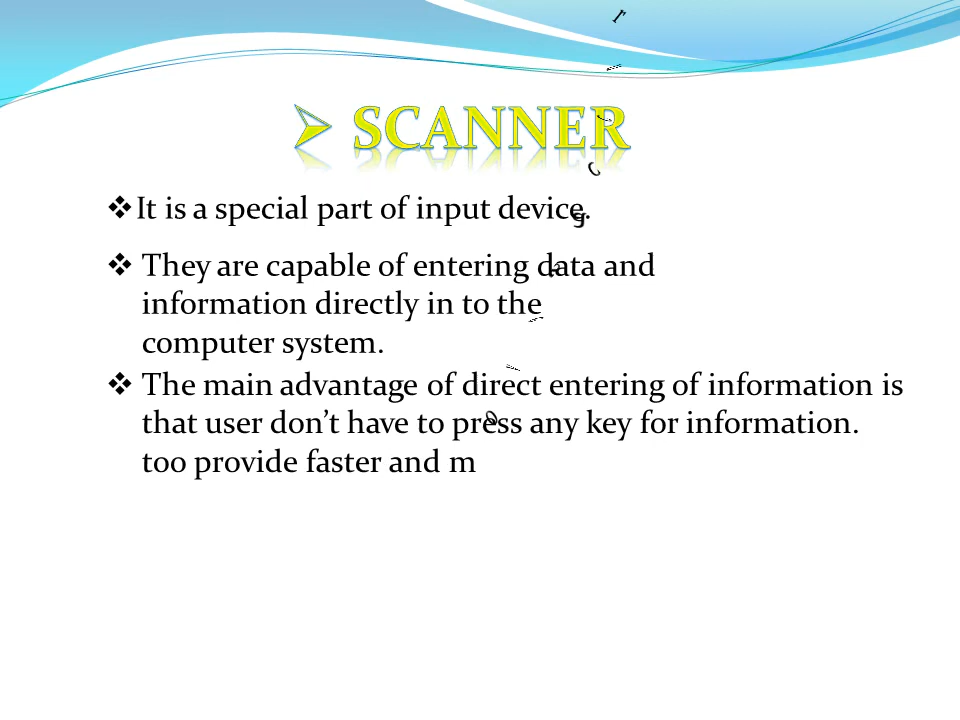 ➢ SCANNER
❖It is a special part of input device.
❖ They are capable of entering data and
information directly in to the
computer system.
❖ The main advantage of direct entering of information is
that user don’t have to press any key for information.
too provide faster and m